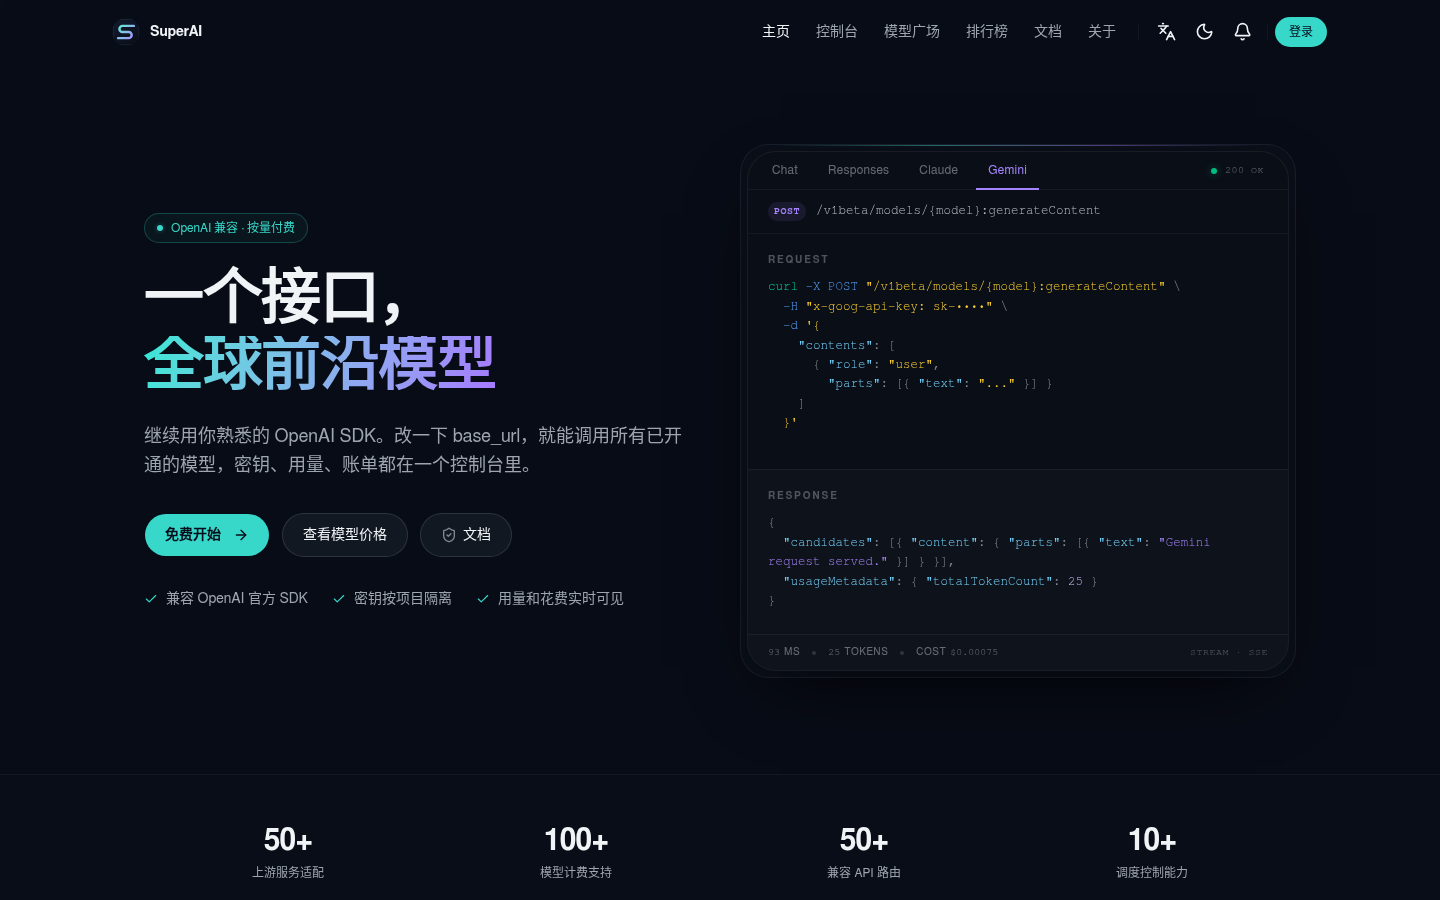 SuperAI
主页 控制台 模型广场 排行榜 文档 关于 登录
OpenAI 兼容 · 按量付费
一个接口，
全球前沿模型
继续用你熟悉的 OpenAI SDK。改一下 base_url，就能调用所有已开
通的模型，密钥、用量、账单都在一个控制台里。
免费开始 查看模型价格 文档
兼容 OpenAI 官方 SDK 密钥按项目隔离 用量和花费实时可见
Chat Responses Claude Gemini 200 OK
POST /v1beta/models/{model}:generateContent
REQUEST
curl -X POST "/v1beta/models/{model}:generateContent" \
-H "x-goog-api-key: sk-••••" \
-d '{
"contents": [
{ "role": "user",
"parts": [{ "text": "..." }] }
]
}'
RESPONSE
{
"candidates": [{ "content": { "parts": [{ "text": "Gemini
request served." }] } }],
"usageMetadata": { "totalTokenCount": 25 }
}
93 MS 25 TOKENS COST $0.00075 STREAM · SSE
50+ 100+ 50+ 10+
上游服务适配 模型计费支持 兼容 API 路由 调度控制能力